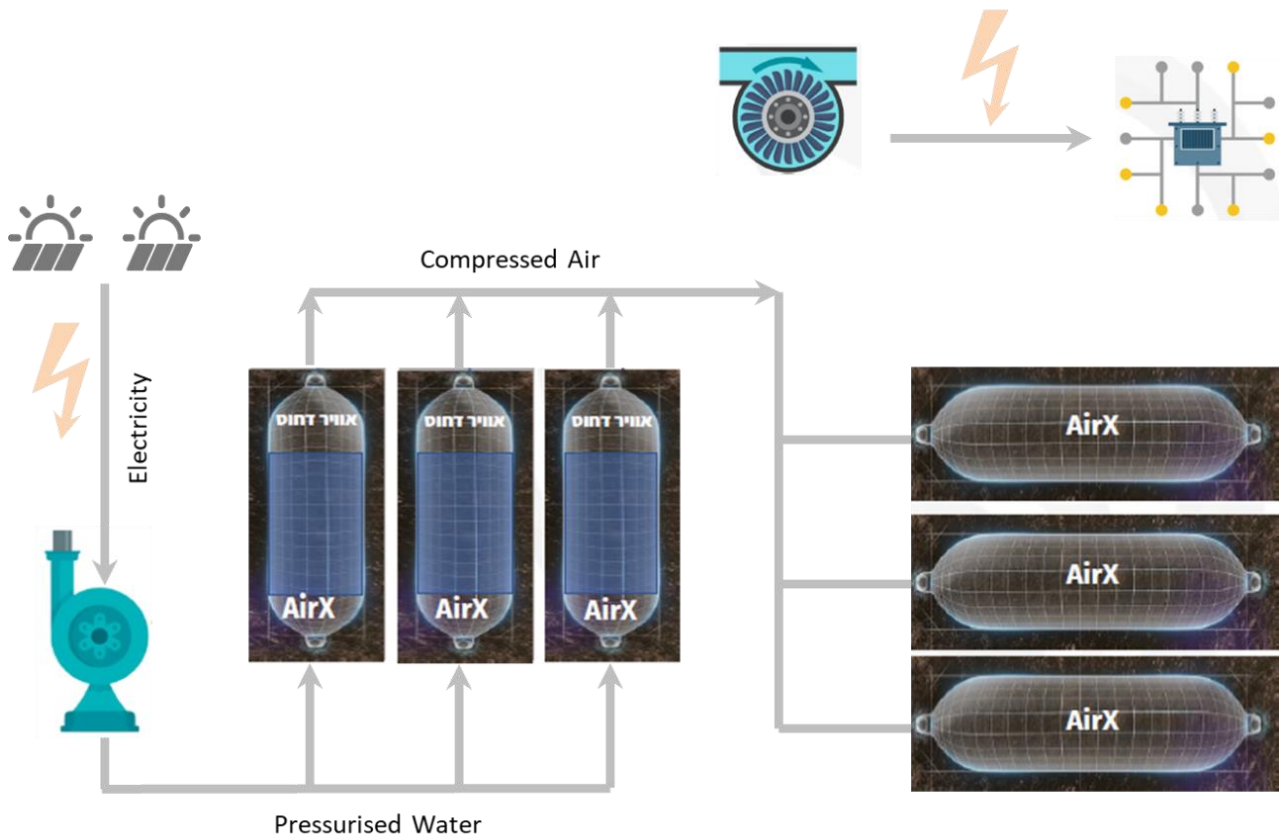 Compressed Air
Electricity
אוויר דחוס
אוויר דחוס
אוויר דחוס
AirX
AirX
AirX
AirX
AirX
AirX
Pressurised Water